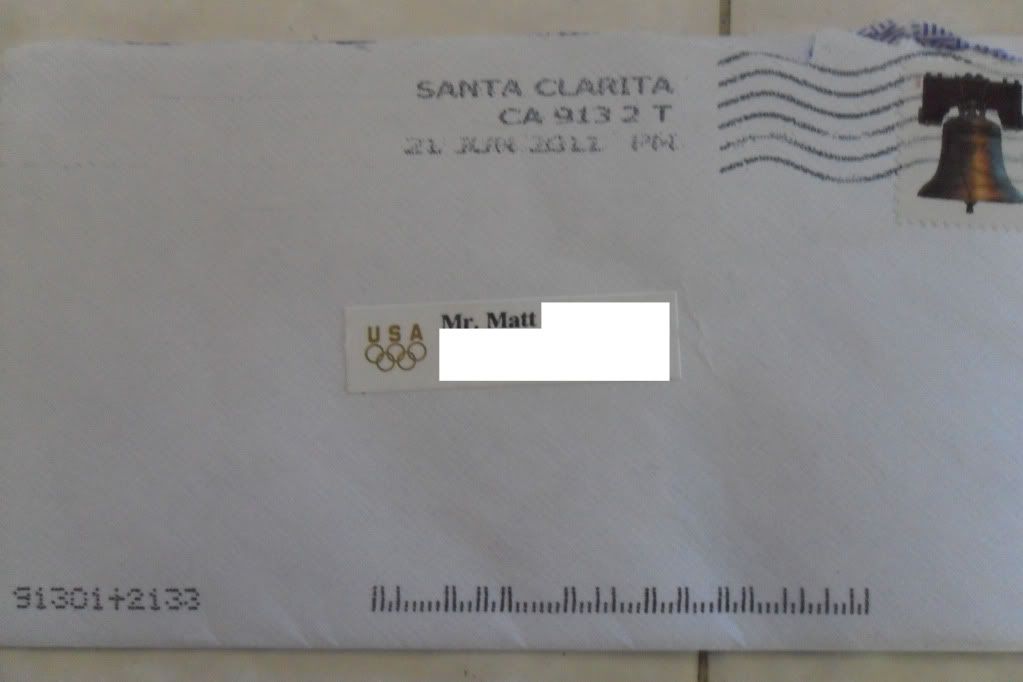 SANTA CLARITA
CA 913 2 T
21 JUN 2011 PM
USA
Mr. Matt
91301+2133